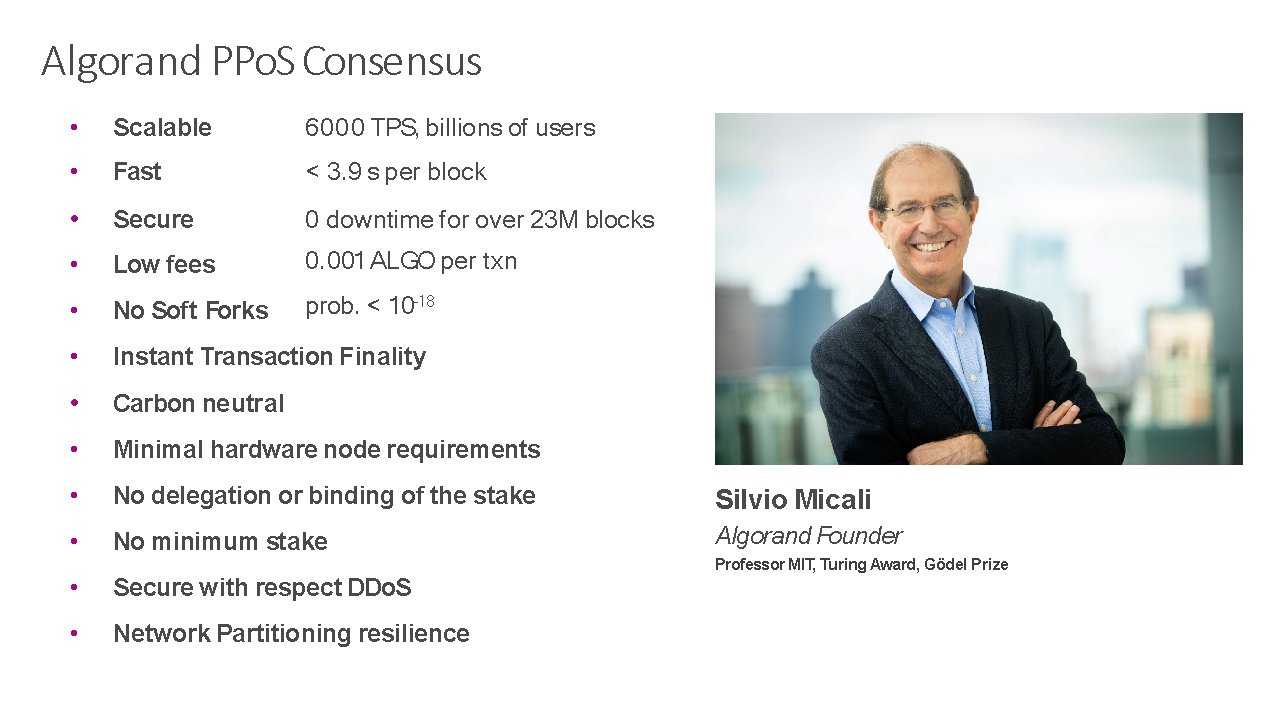 Algorand PPoS Consensus
• Scalable 6000 TPS, billions of users
• Fast < 3.9 s per block
• Secure 0 downtime for over 23M blocks
• Low fees 0.001 ALGO per txn
• No Soft Forks prob. < 10⁻¹⁸
• Instant Transaction Finality
• Carbon neutral
• Minimal hardware node requirements
• No delegation or binding of the stake
• No minimum stake
• Secure with respect DDoS
• Network Partitioning resilience
Silvio Micali
Algorand Founder
Professor MIT, Turing Award, Gödel Prize